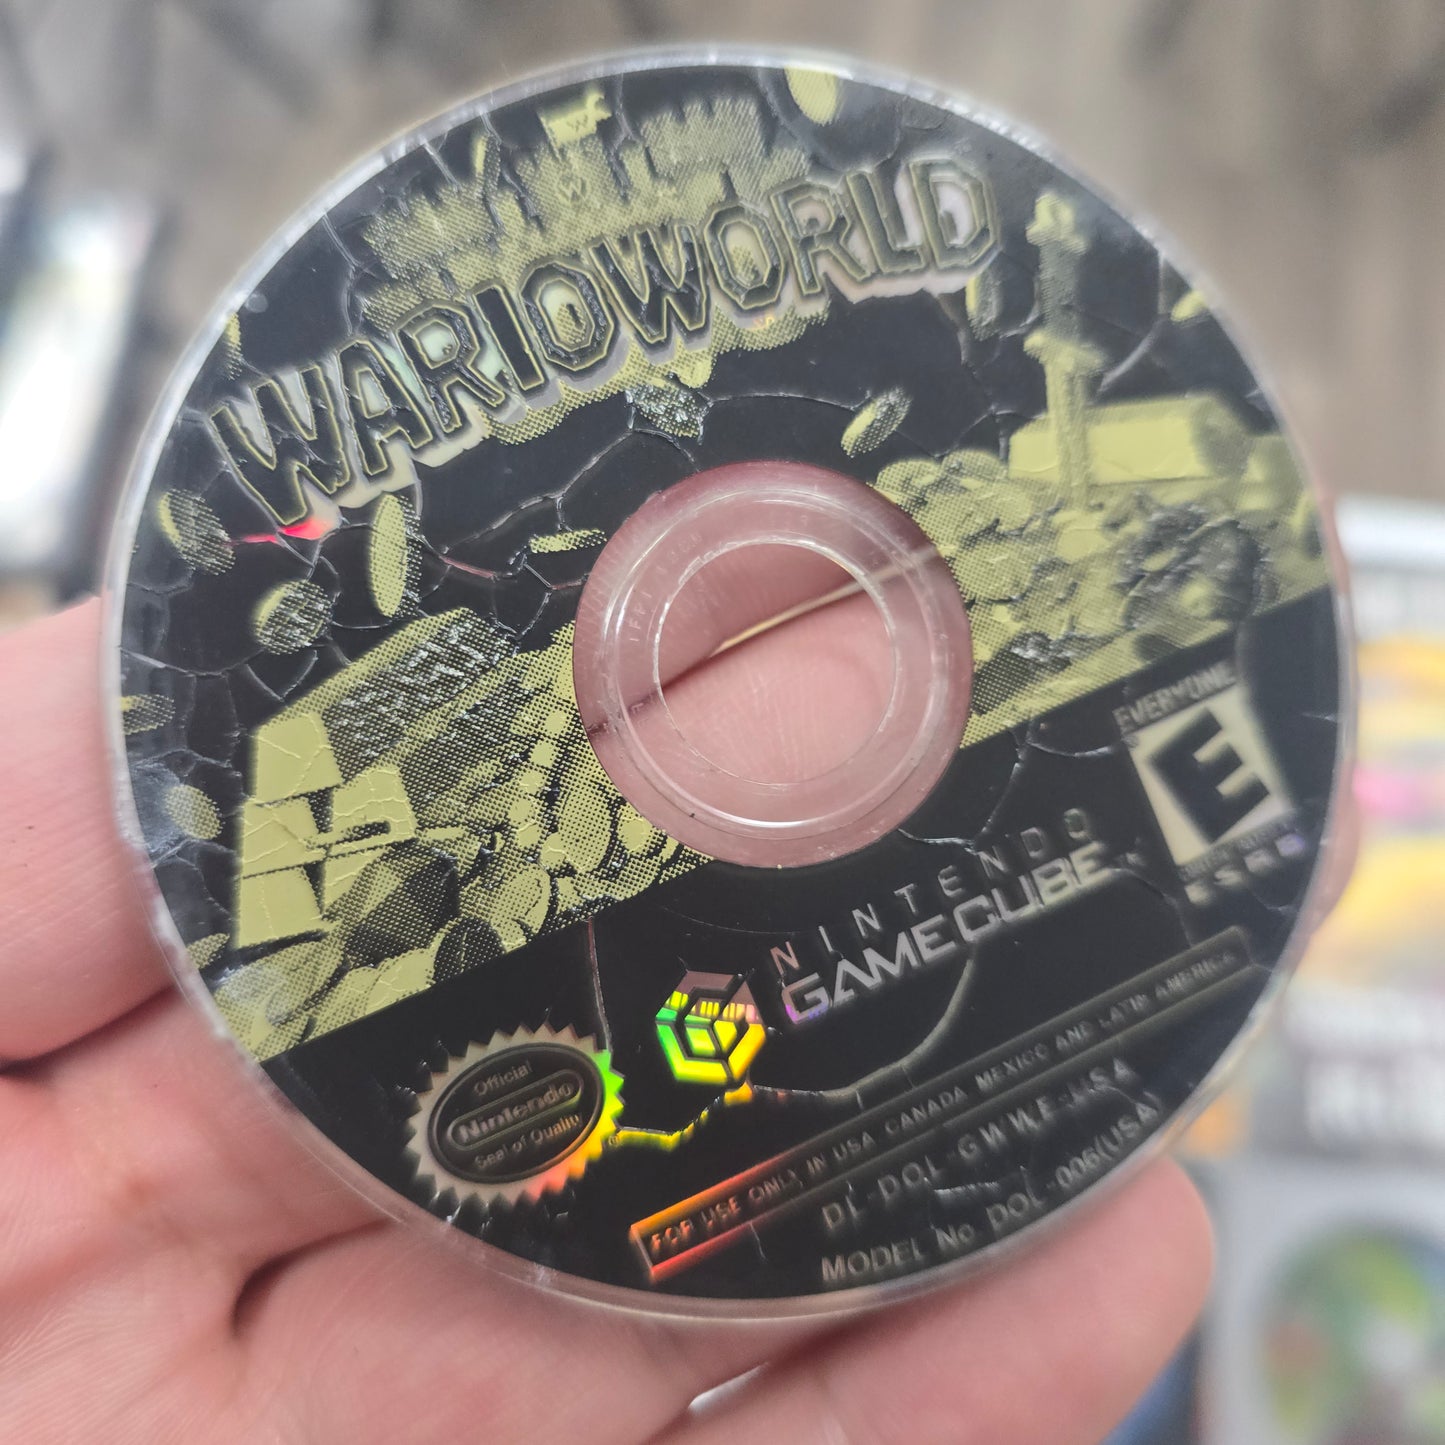 WARIOWORLD
EVERYONE
E
ESRB
NINTENDO
GAMECUBE
Official
Nintendo
Seal of Quality
FOR USE ONLY IN USA CANADA MEXICO AND LATIN AMERICA
DL-DOL-GWWE-USA
MODEL No. DOL-006(USA)